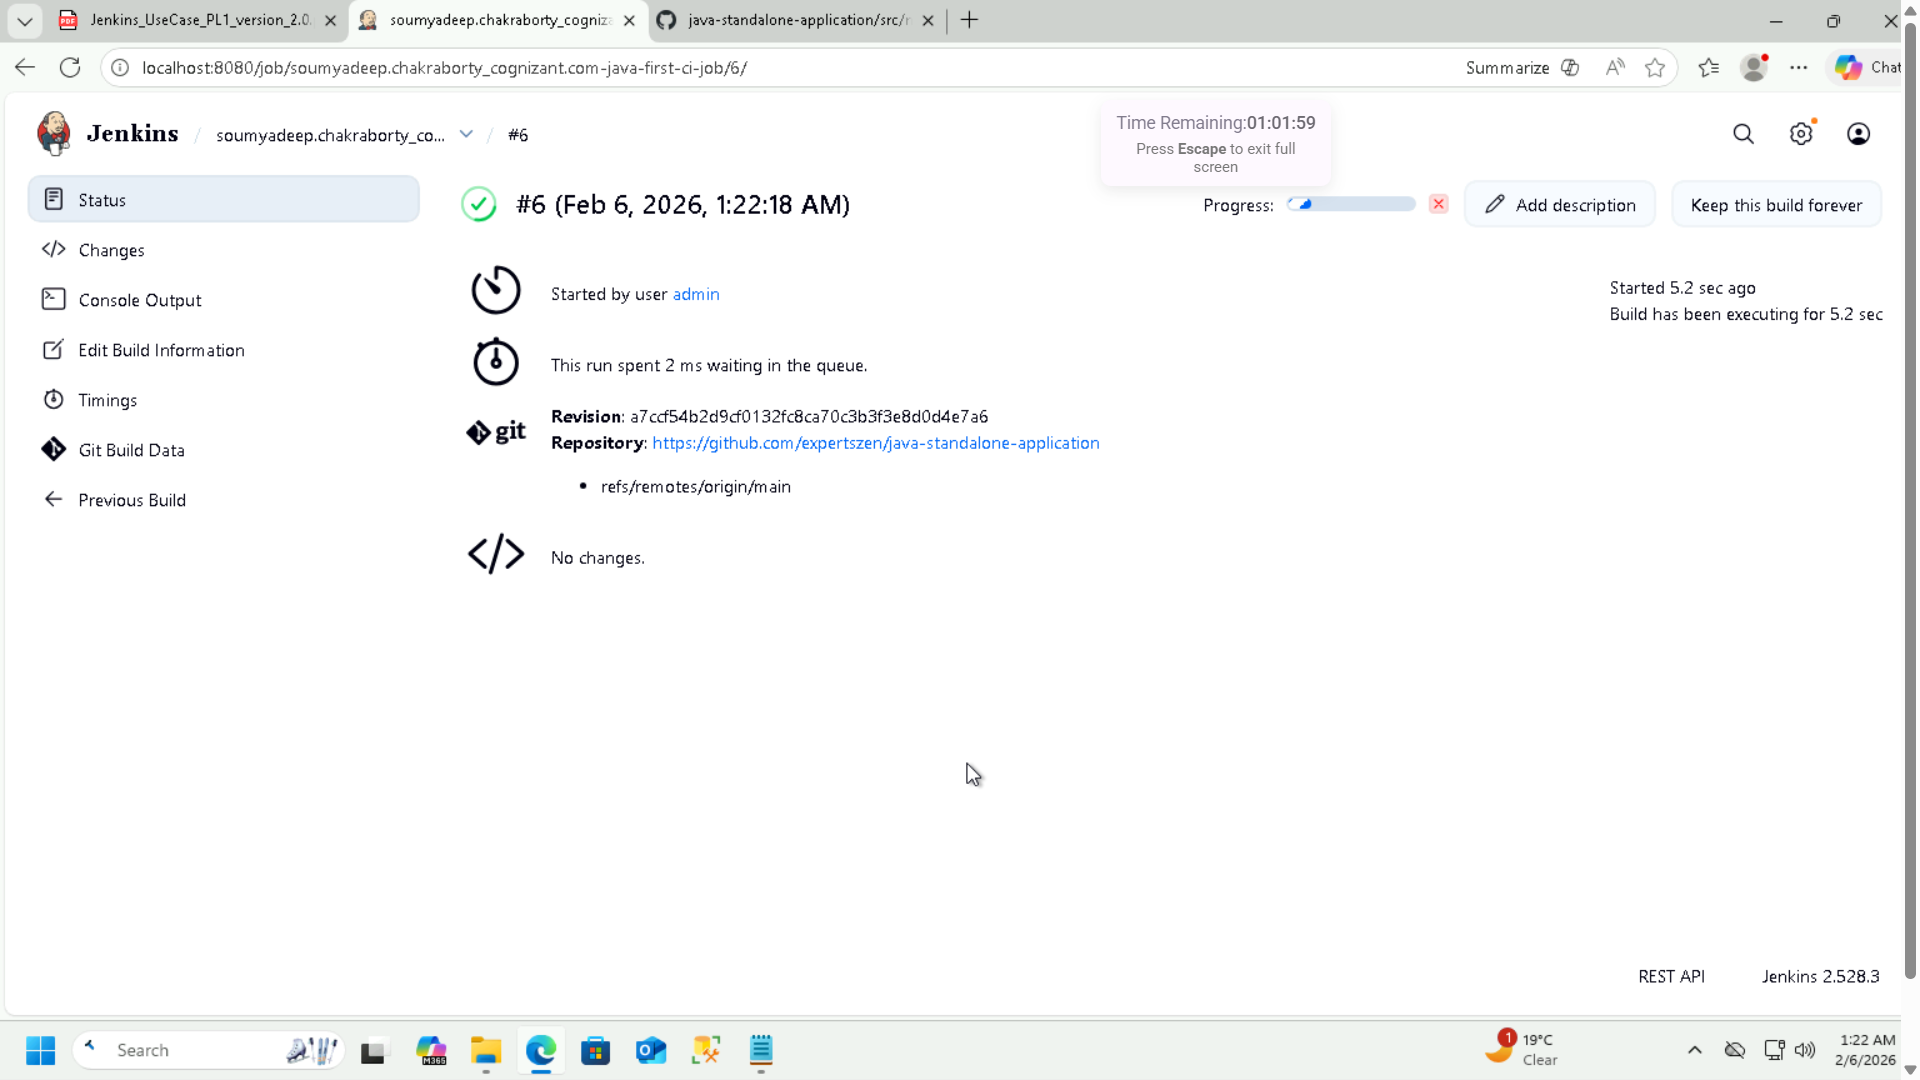 Jenkins_UseCase_PL1_version_2.0.
soumyadeep.chakraborty_cogniza
java-standalone-application/src/r
localhost:8080/job/soumyadeep.chakraborty_cognizant.com-java-first-ci-job/6/
Summarize
Chat
Jenkins / soumyadeep.chakraborty_co... / #6
Time Remaining:01:01:59
Press Escape to exit full
screen
Status
Changes
Console Output
Edit Build Information
Timings
Git Build Data
Previous Build
#6 (Feb 6, 2026, 1:22:18 AM)
Progress:
Add description
Keep this build forever
Started by user admin
Started 5.2 sec ago
Build has been executing for 5.2 sec
This run spent 2 ms waiting in the queue.
git
Revision: a7ccf54b2d9cf0132fc8ca70c3b3f3e8d0d4e7a6
Repository: https://github.com/expertszen/java-standalone-application
• refs/remotes/origin/main
No changes.
REST API
Jenkins 2.528.3
Search
M365
1
19°C
Clear
1:22 AM
2/6/2026